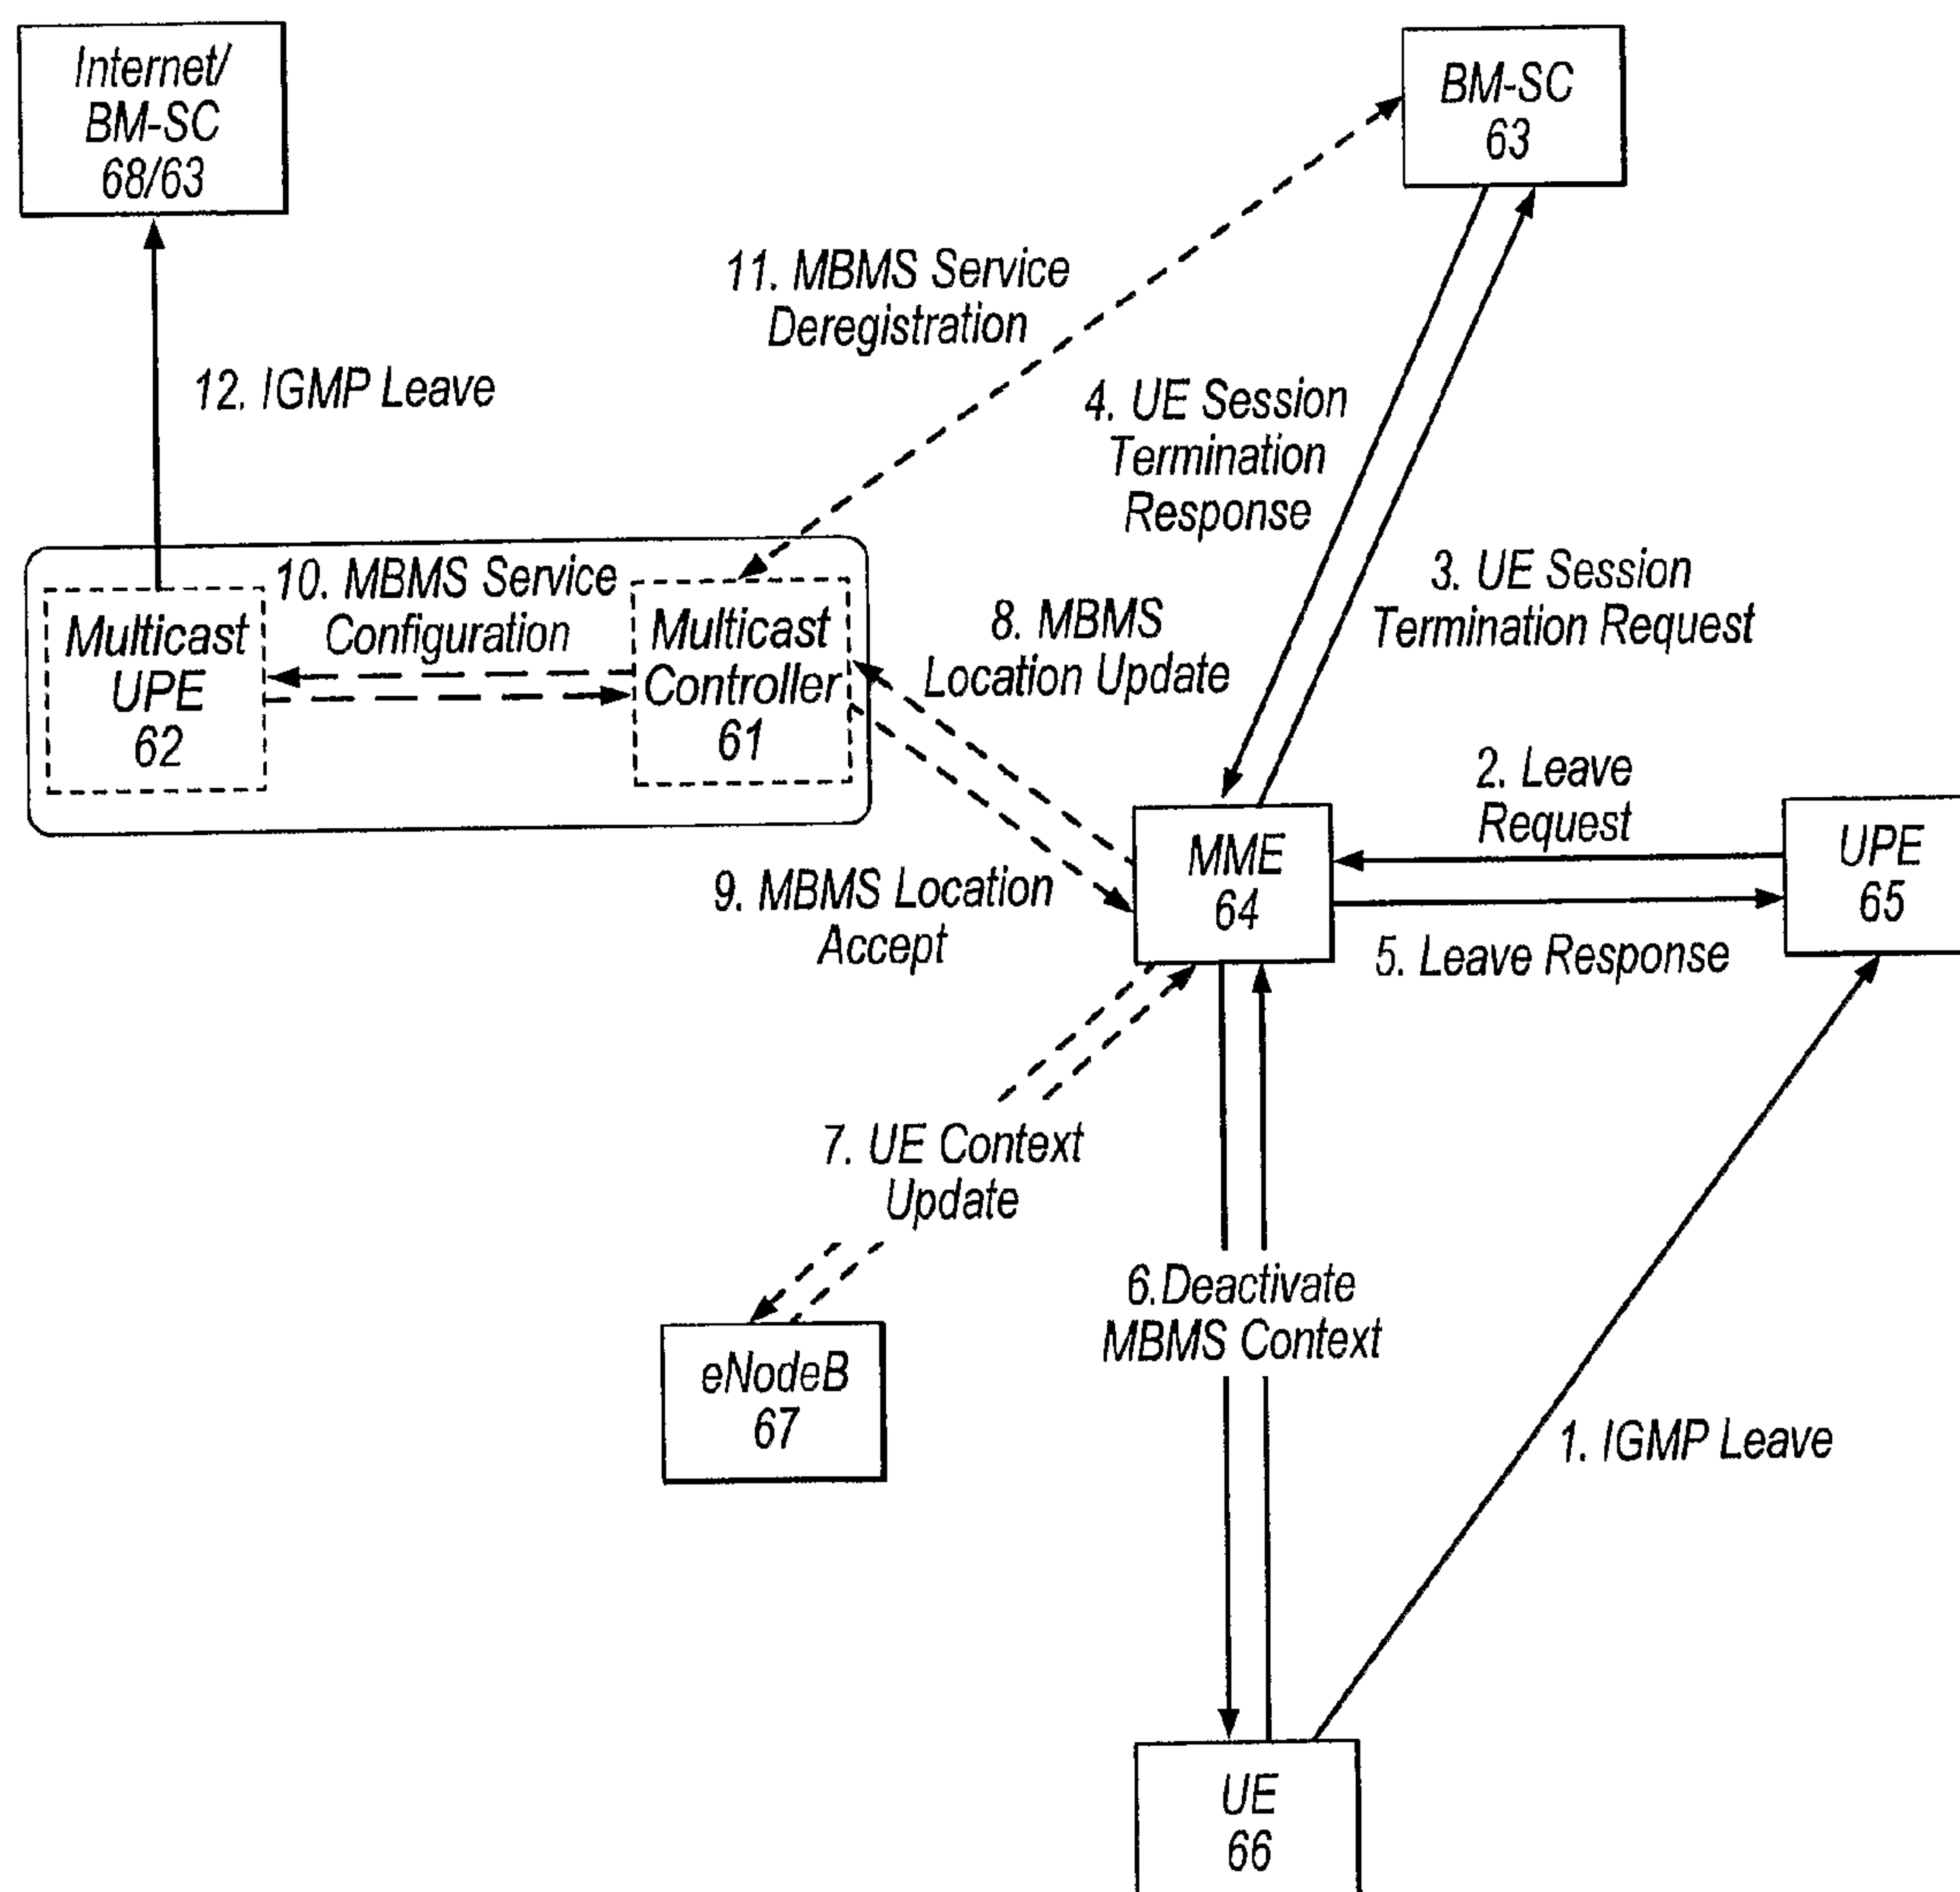 Internet/
BM-SC
68/63
BM-SC
63
11. MBMS Service
Deregistration
12. IGMP Leave
4. UE Session
Termination
Response
3. UE Session
Termination Request
10. MBMS Service
Configuration
Multicast
UPE
62
Multicast
Controller
61
8. MBMS
Location Update
2. Leave
Request
MME
64
UPE
65
9. MBMS Location
Accept
5. Leave Response
7. UE Context
Update
6.Deactivate
MBMS Context
eNodeB
67
1. IGMP Leave
UE
66